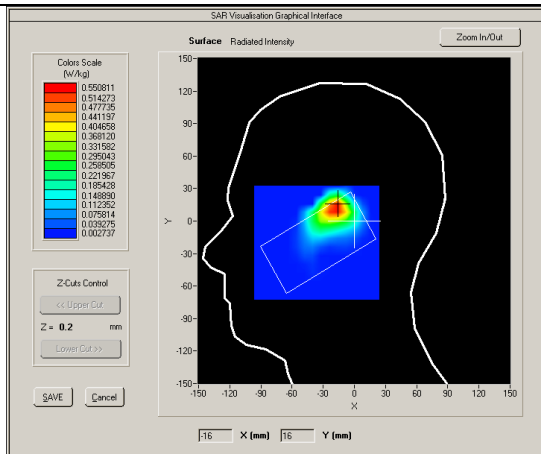 SAR Visualisation Graphical Interface
Surface Radiated Intensity
Zoom In/Out
Colors Scale
(W/kg)
0.550811
0.514273
0.477735
0.441197
0.404658
0.368120
0.331582
0.295043
0.258505
0.221967
0.185428
0.148890
0.112352
0.075814
0.039275
0.002737
150-
120-
90-
60-
30-
0-
-30-
-60-
-90-
-120-
-150-
Y
-150 -120 -90 -60 -30 0 30 60 90 120 150
X
Z-Cuts Control
<< Upper Cut
Z = 0.2 mm
Lower Cut >>
SAVE
Cancel
-16 X (mm) 16 Y (mm)